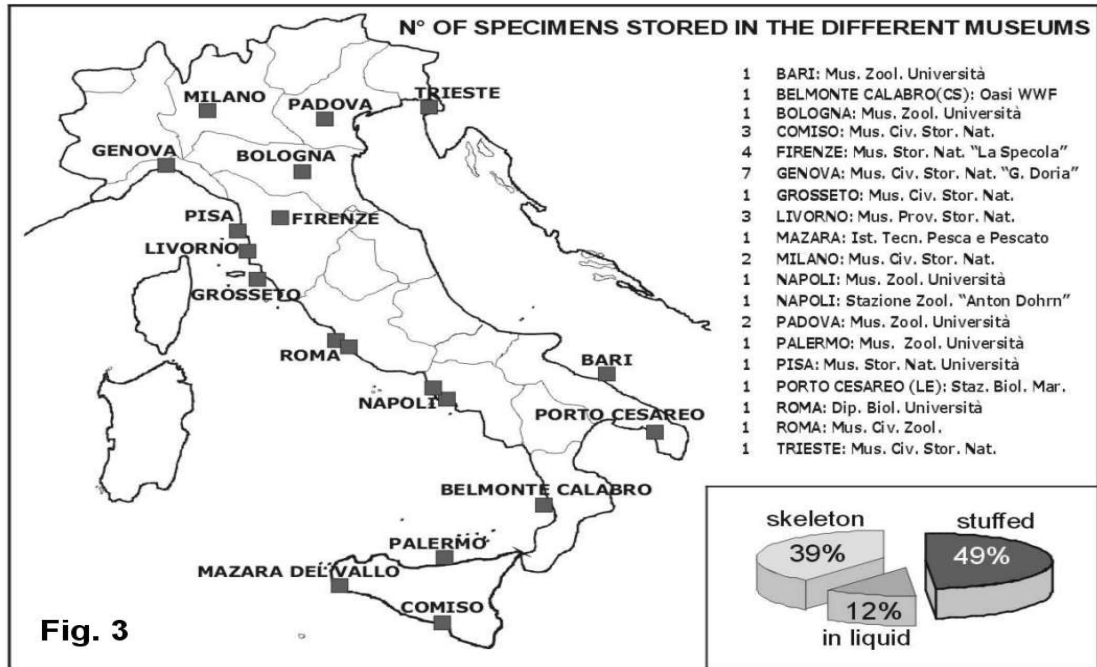 N° OF SPECIMENS STORED IN THE DIFFERENT MUSEUMS
1 BARI: Mus. Zool. Università
1 BELMONTE CALABRO(CS): Oasi WWF
1 BOLOGNA: Mus. Zool. Università
3 COMISO: Mus. Civ. Stor. Nat.
4 FIRENZE: Mus. Stor. Nat. "La Specola"
7 GENOVA: Mus. Civ. Stor. Nat. "G. Doria"
1 GROSSETO: Mus. Civ. Stor. Nat.
3 LIVORNO: Mus. Prov. Stor. Nat.
1 MAZARA: Ist. Tecn. Pesca e Pescato
2 MILANO: Mus. Civ. Stor. Nat.
1 NAPOLI: Mus. Zool. Università
1 NAPOLI: Stazione Zool. "Anton Dohrn"
2 PADOVA: Mus. Zool. Università
1 PALERMO: Mus. Zool. Università
1 PISA: Mus. Stor. Nat. Università
1 PORTO CESAREO (LE): Staz. Biol. Mar.
1 ROMA: Dip. Biol. Università
1 ROMA: Mus. Civ. Zool.
1 TRIESTE: Mus. Civ. Stor. Nat.
MILANO
PADOVA
TRIESTE
GENOVA
BOLOGNA
PISA
FIRENZE
LIVORNO
GROSSETO
ROMA
BARI
NAPOLI
PORTO CESAREO
BELMONTE CALABRO
PALERMO
MAZARA DEL VALLO
COMISO
skeleton
39%
stuffed
49%
12%
in liquid
Fig. 3